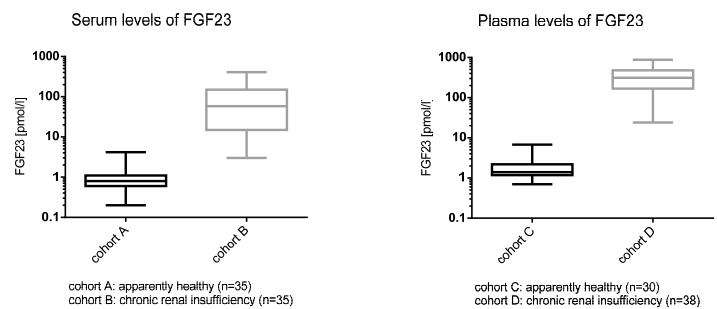 Serum levels of FGF23
FGF23 [pmol/l]
1000
100
10
1
0.1
cohort A
cohort B
cohort A: apparently healthy (n=35)
cohort B: chronic renal insufficiency (n=35)
Plasma levels of FGF23
FGF23 [pmol/l]
1000
100
10
1
0.1
cohort C
cohort D
cohort C: apparently healthy (n=30)
cohort D: chronic renal insufficiency (n=38)